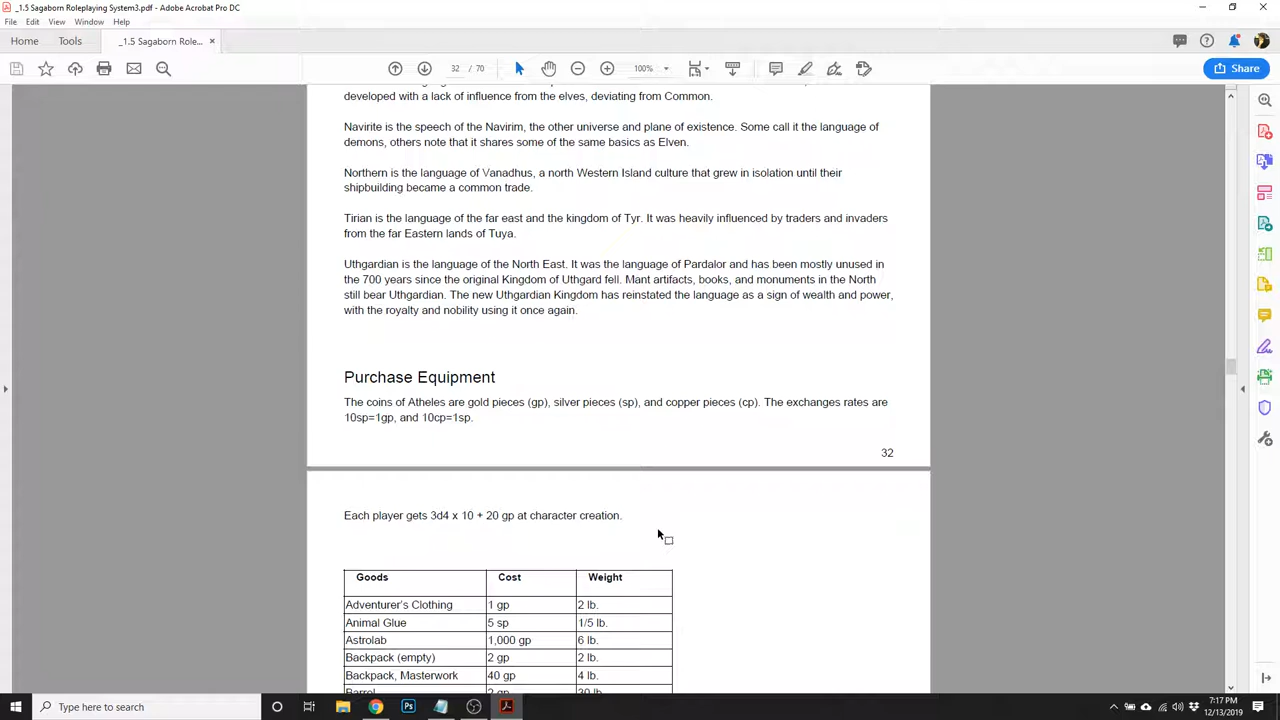 _1.5 Sagaborn Roleplaying System3.pdf - Adobe Acrobat Pro DC
File Edit View Window Help
Home Tools _1.5 Sagaborn Role... ×
32 / 70 100% Share
developed with a lack of influence from the elves, deviating from Common.
Navirite is the speech of the Navirim, the other universe and plane of existence. Some call it the language of
demons, others note that it shares some of the same basics as Elven.
Northern is the language of Vanadhus, a north Western Island culture that grew in isolation until their
shipbuilding became a common trade.
Tirian is the language of the far east and the kingdom of Tyr. It was heavily influenced by traders and invaders
from the far Eastern lands of Tuya.
Uthgardian is the language of the North East. It was the language of Pardalor and has been mostly unused in
the 700 years since the original Kingdom of Uthgard fell. Mant artifacts, books, and monuments in the North
still bear Uthgardian. The new Uthgardian Kingdom has reinstated the language as a sign of wealth and power,
with the royalty and nobility using it once again.
Purchase Equipment
The coins of Atheles are gold pieces (gp), silver pieces (sp), and copper pieces (cp). The exchanges rates are
10sp=1gp, and 10cp=1sp.
32
Each player gets 3d4 x 10 + 20 gp at character creation.
Goods Cost Weight
Adventurer's Clothing 1 gp 2 lb.
Animal Glue 5 sp 1/5 lb.
Astrolab 1,000 gp 6 lb.
Backpack (empty) 2 gp 2 lb.
Backpack, Masterwork 40 gp 4 lb.
Barrel 2 gp 30 lb.
Type here to search
Ps
7:17 PM
12/13/2019